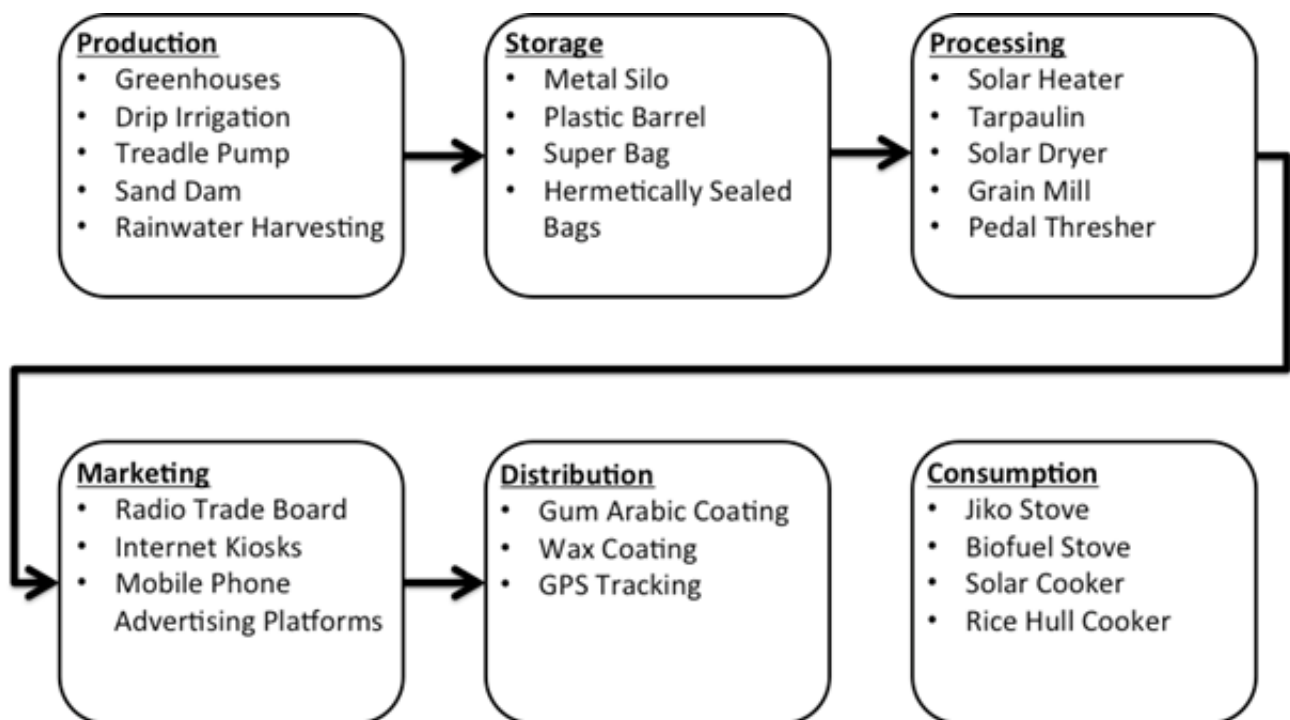 Production
• Greenhouses
• Drip Irrigation
• Treadle Pump
• Sand Dam
• Rainwater Harvesting
Storage
• Metal Silo
• Plastic Barrel
• Super Bag
• Hermetically Sealed
Bags
Processing
• Solar Heater
• Tarpaulin
• Solar Dryer
• Grain Mill
• Pedal Thresher
Marketing
• Radio Trade Board
• Internet Kiosks
• Mobile Phone
Advertising Platforms
Distribution
• Gum Arabic Coating
• Wax Coating
• GPS Tracking
Consumption
• Jiko Stove
• Biofuel Stove
• Solar Cooker
• Rice Hull Cooker